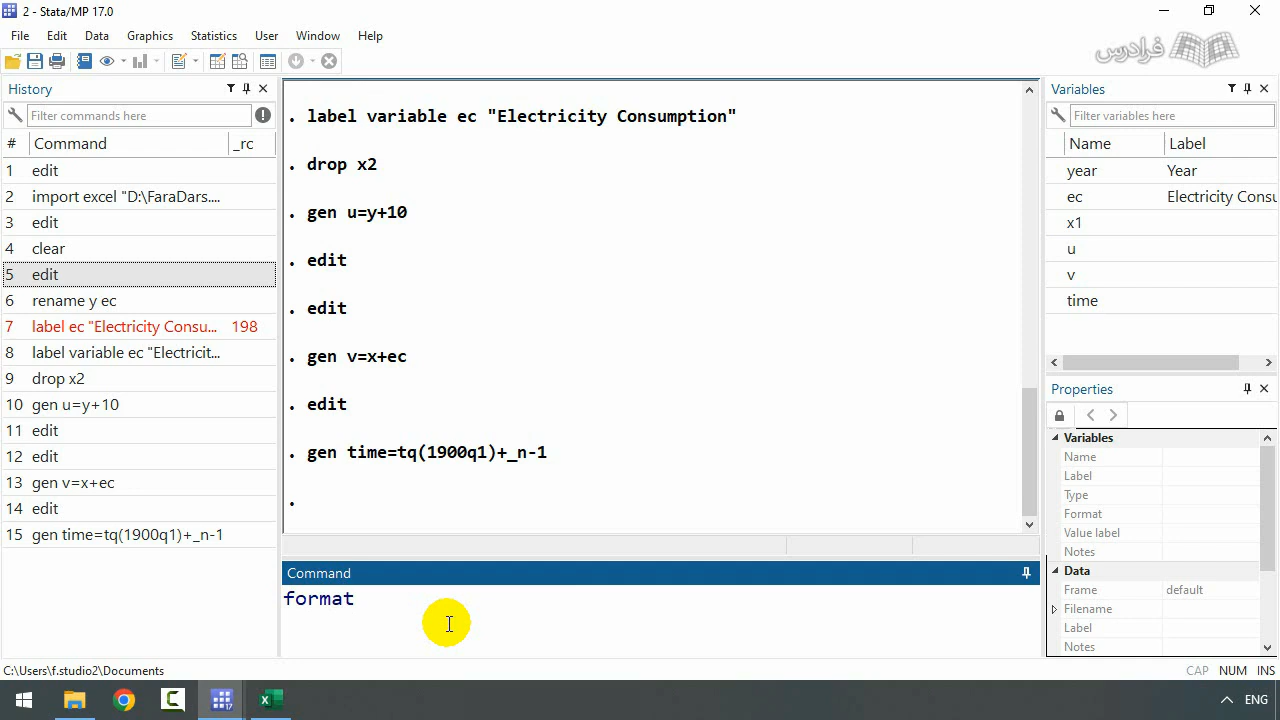 2 - Stata/MP 17.0
فرادرس
File Edit Data Graphics Statistics User Window Help
History
Filter commands here
# Command _rc
1 edit
2 import excel "D:\FaraDars....
3 edit
4 clear
5 edit
6 rename y ec
7 label ec "Electricity Consu... 198
8 label variable ec "Electricit...
9 drop x2
10 gen u=y+10
11 edit
12 edit
13 gen v=x+ec
14 edit
15 gen time=tq(1900q1)+_n-1
. label variable ec "Electricity Consumption"
. drop x2
. gen u=y+10
. edit
. edit
. gen v=x+ec
. edit
. gen time=tq(1900q1)+_n-1
.
Command
format
Variables
Filter variables here
Name Label
year Year
ec Electricity Consu
x1
u
v
time
Properties
Variables
Name
Label
Type
Format
Value label
Notes
Data
Frame default
Filename
Label
Notes
C:\Users\f.studio2\Documents
CAP NUM INS
ENG